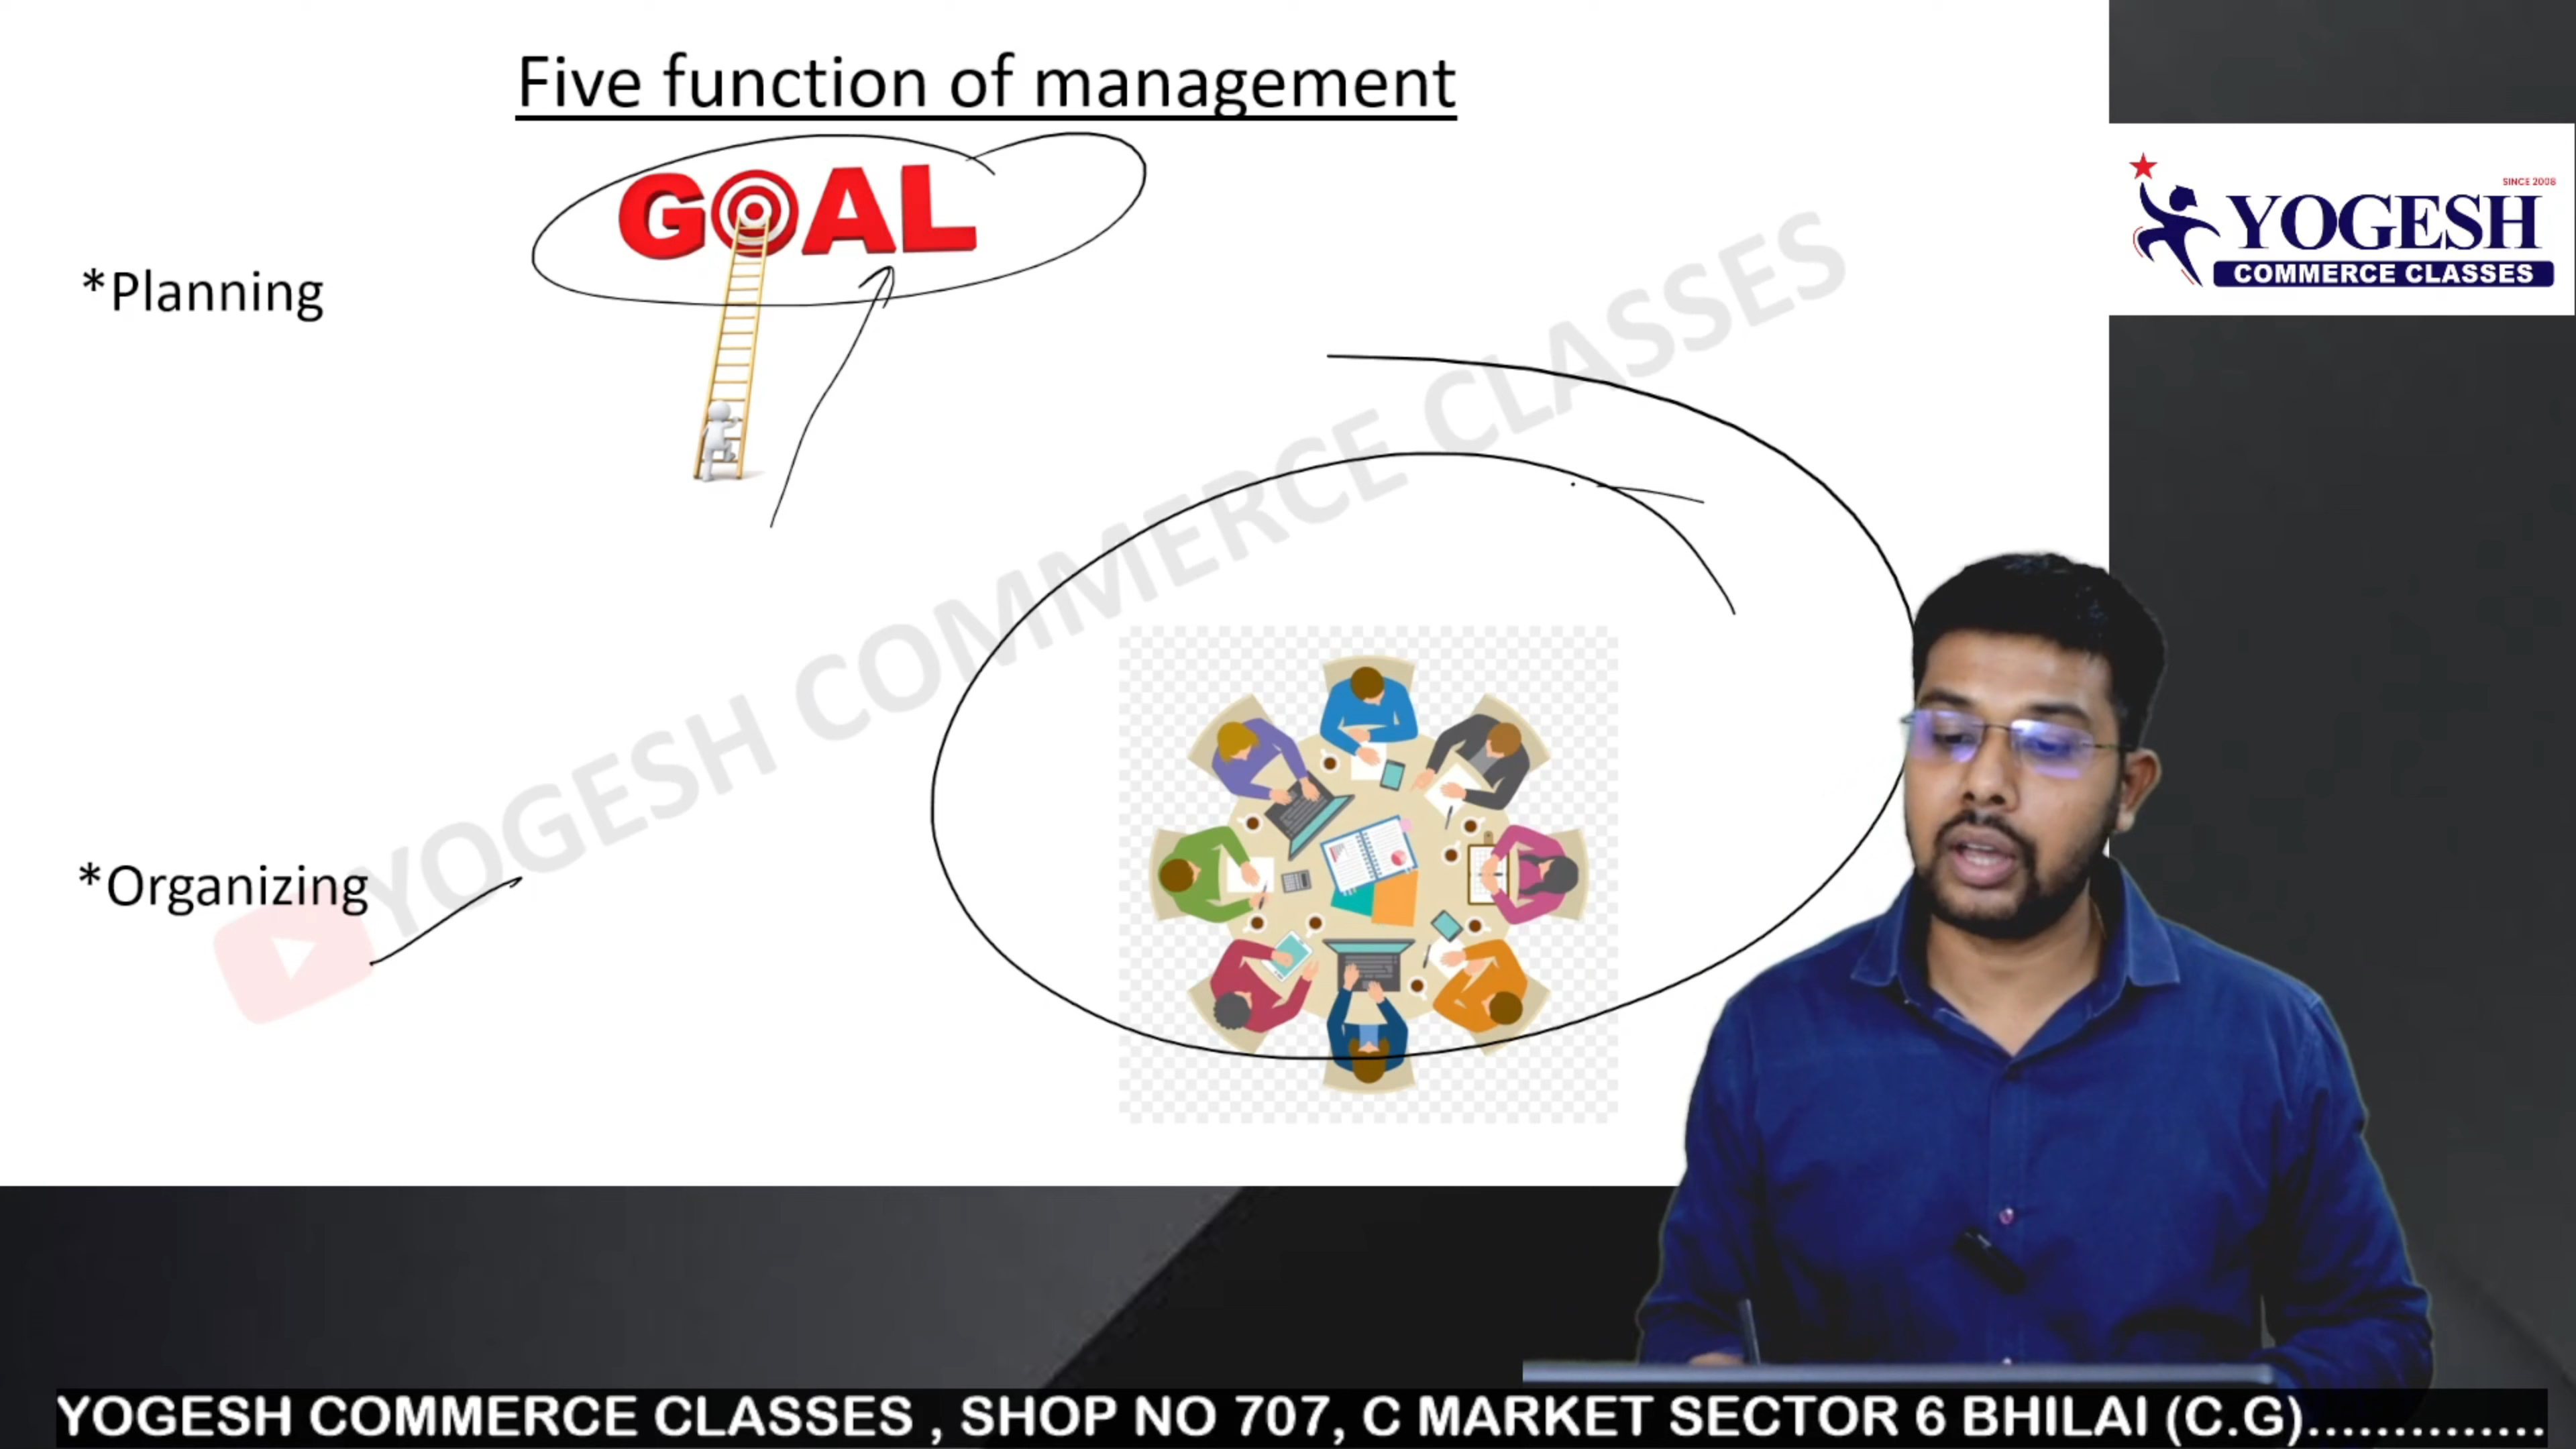 Five function of management
GOAL
SINCE 2008
YOGESH
COMMERCE CLASSES
*Planning
YOGESH COMMERCE CLASSES
*Organizing
YOGESH COMMERCE CLASSES , SHOP NO 707, C MARKET SECTOR 6 BHILAI (C.G)..............